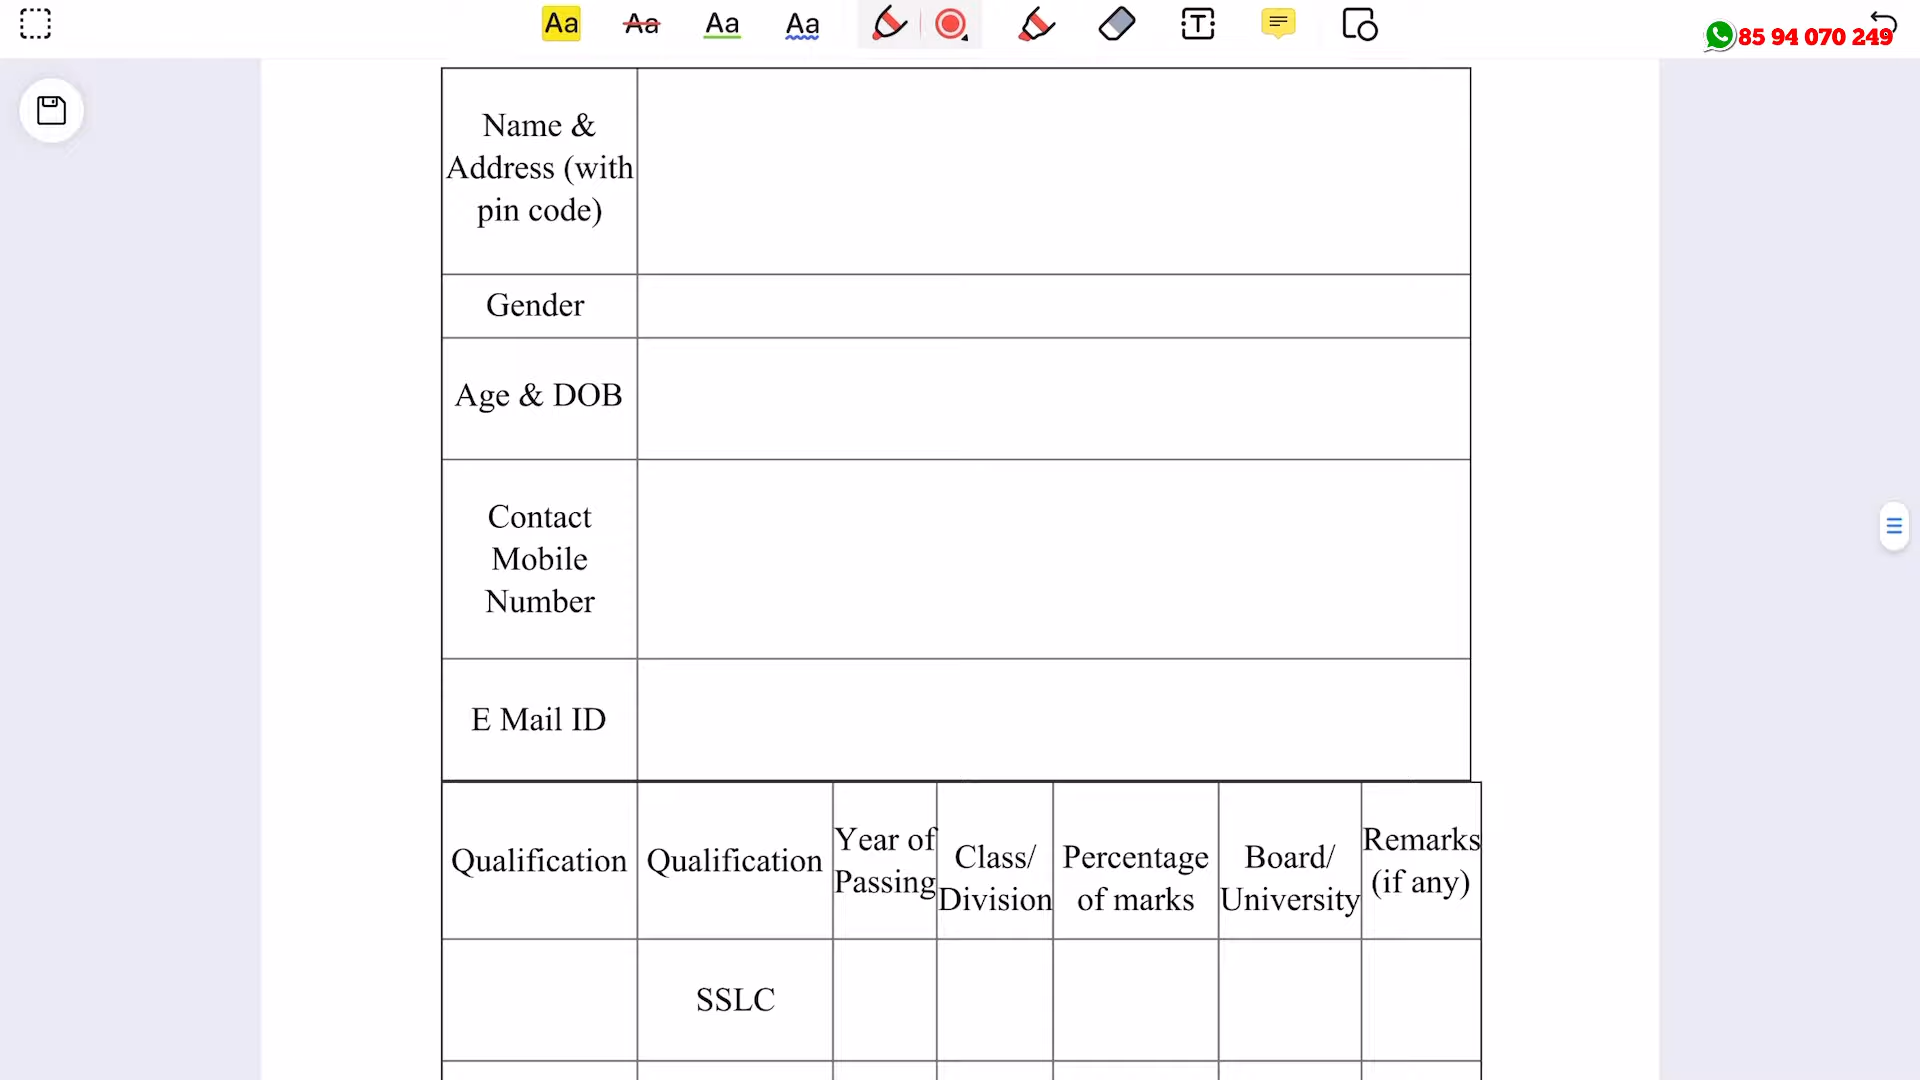 Aa Aa Aa Aa
85 94 070 249
Name &
Address (with
pin code)
Gender
Age & DOB
Contact
Mobile
Number
E Mail ID
Qualification
Qualification
Year of
Passing
Class/
Division
Percentage
of marks
Board/
University
Remarks
(if any)
SSLC